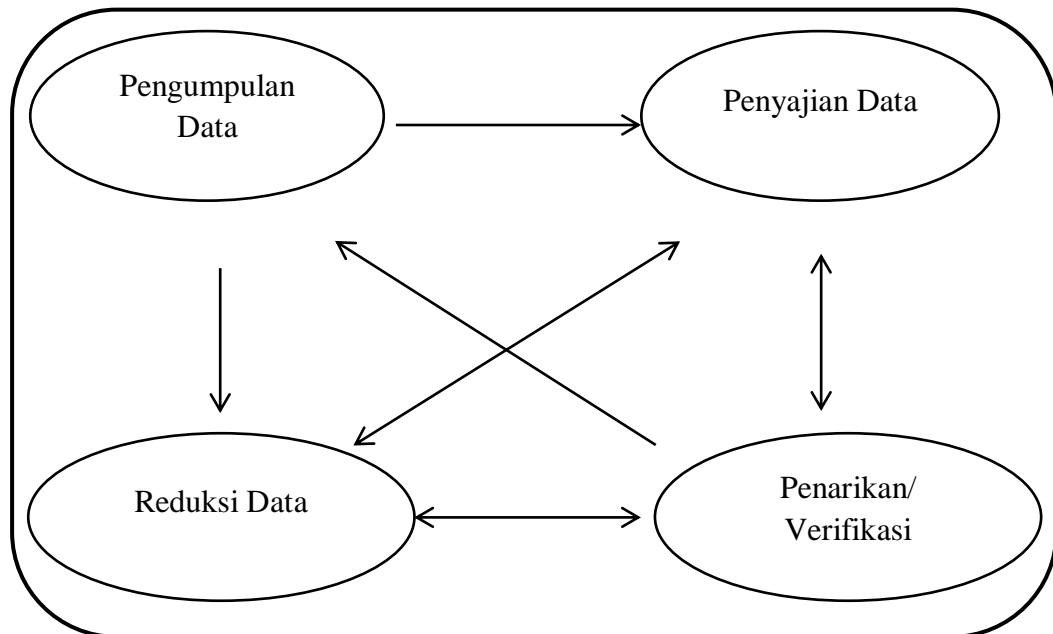 Pengumpulan
Data
Penyajian Data
Reduksi Data
Penarikan/
Verifikasi